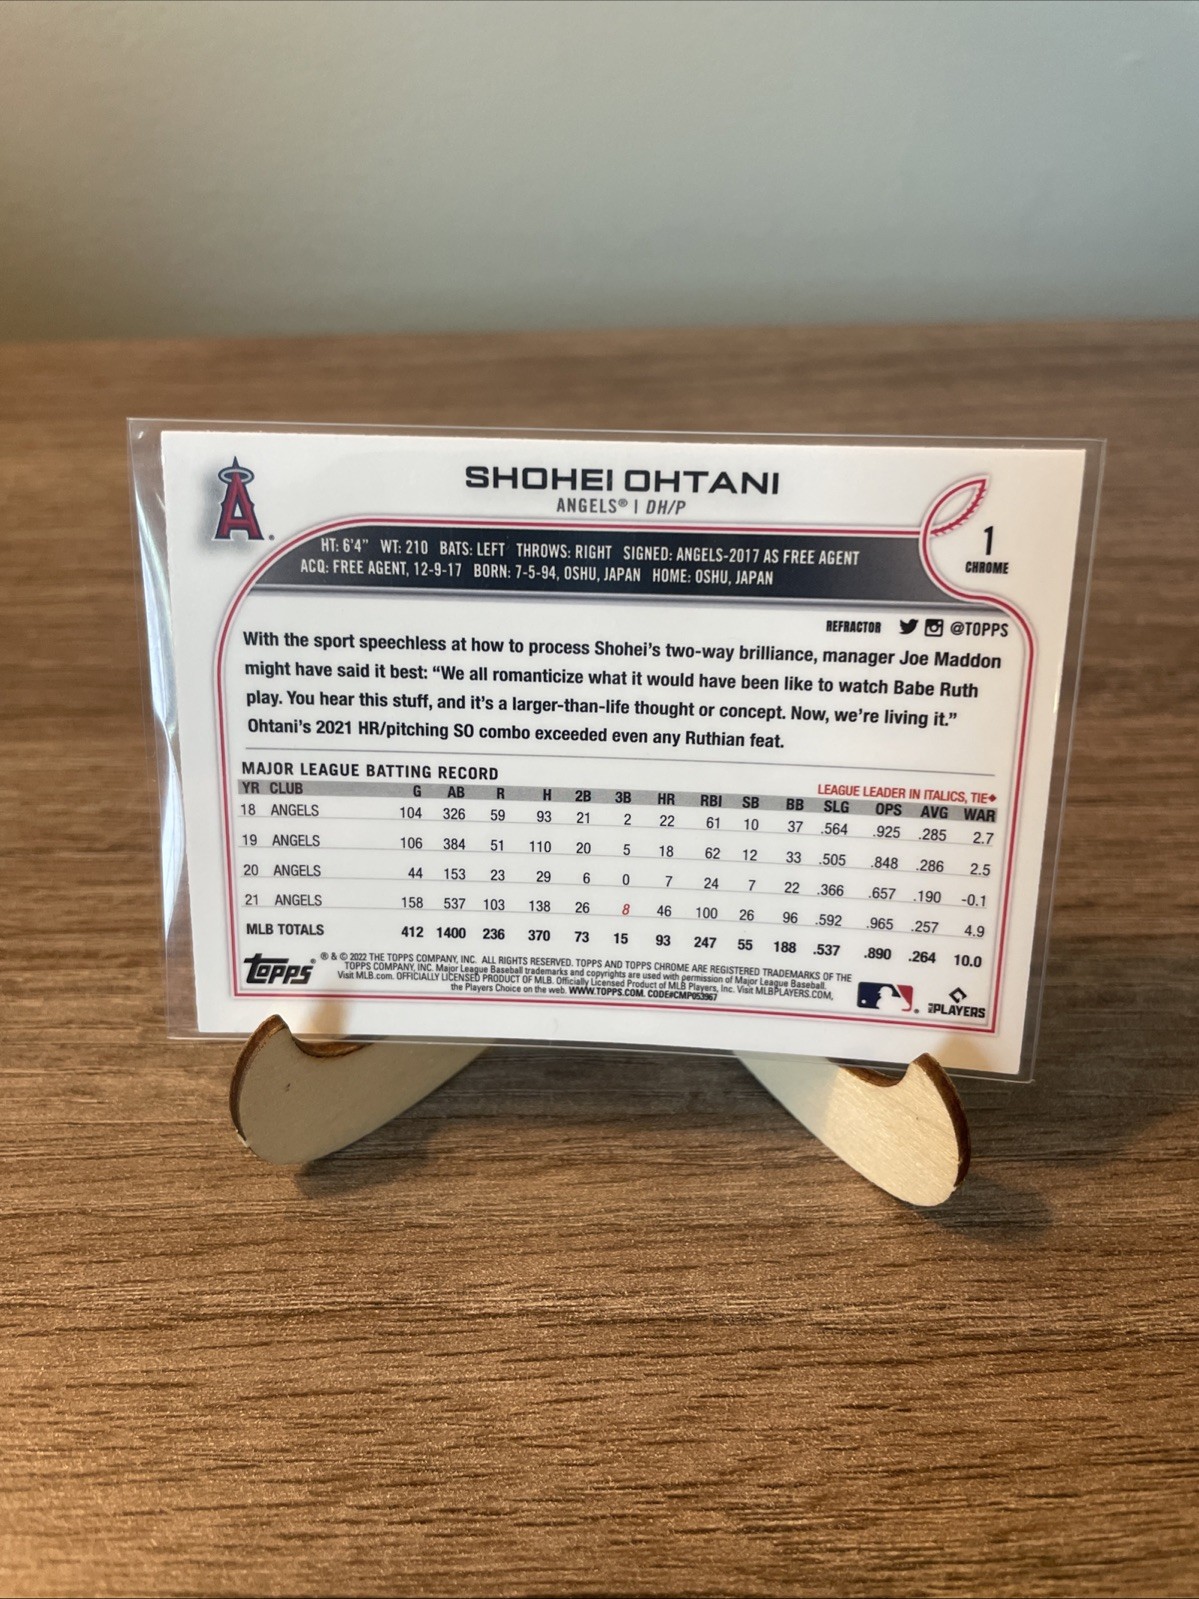 A
SHOHEI OHTANI
ANGELS® | DH/P
1
CHROME
HT: 6'4" WT: 210 BATS: LEFT THROWS: RIGHT SIGNED: ANGELS-2017 AS FREE AGENT
ACQ: FREE AGENT, 12-9-17 BORN: 7-5-94, OSHU, JAPAN HOME: OSHU, JAPAN
REFRACTOR @TOPPS
With the sport speechless at how to process Shohei's two-way brilliance, manager Joe Maddon
might have said it best: “We all romanticize what it would have been like to watch Babe Ruth
play. You hear this stuff, and it's a larger-than-life thought or concept. Now, we're living it.”
Ohtani's 2021 HR/pitching SO combo exceeded even any Ruthian feat.
MAJOR LEAGUE BATTING RECORD
LEAGUE LEADER IN ITALICS, TIE◆
YR CLUB G AB R H 2B 3B HR RBI SB BB SLG OPS AVG WAR
18 ANGELS 104 326 59 93 21 2 22 61 10 37 .564 .925 .285 2.7
19 ANGELS 106 384 51 110 20 5 18 62 12 33 .505 .848 .286 2.5
20 ANGELS 44 153 23 29 6 0 7 24 7 22 .366 .657 .190 -0.1
21 ANGELS 158 537 103 138 26 8 46 100 26 96 .592 .965 .257 4.9
MLB TOTALS 412 1400 236 370 73 15 93 247 55 188 .537 .890 .264 10.0
TOPPS®
® & © 2022 THE TOPPS COMPANY, INC. ALL RIGHTS RESERVED. TOPPS AND TOPPS CHROME ARE REGISTERED TRADEMARKS OF THE
TOPPS COMPANY, INC. Major League Baseball trademarks and copyrights are used with permission of Major League Baseball.
Visit MLB.com. OFFICIALLY LICENSED PRODUCT OF MLB. Officially Licensed Product of MLB Players, Inc. Visit MLBPLAYERS.COM,
the Players Choice on the web. WWW.TOPPS.COM. CODE#CMP053967
MLB PLAYERS